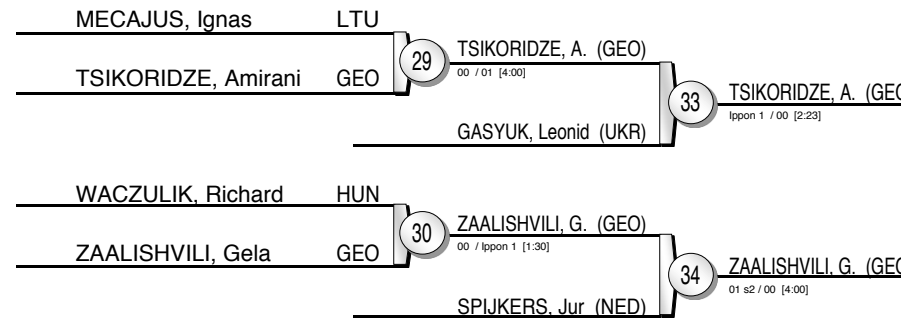 MECAJUS, Ignas LTU
TSIKORIDZE, Amirani GEO
29
TSIKORIDZE, A. (GEO)
00 / 01 [4:00]
GASYUK, Leonid (UKR)
33
TSIKORIDZE, A. (GEO
Ippon 1 / 00 [2:23]
WACZULIK, Richard HUN
ZAALISHVILI, Gela GEO
30
ZAALISHVILI, G. (GEO)
00 / Ippon 1 [1:30]
SPIJKERS, Jur (NED)
34
ZAALISHVILI, G. (GEO
01 s2 / 00 [4:00]